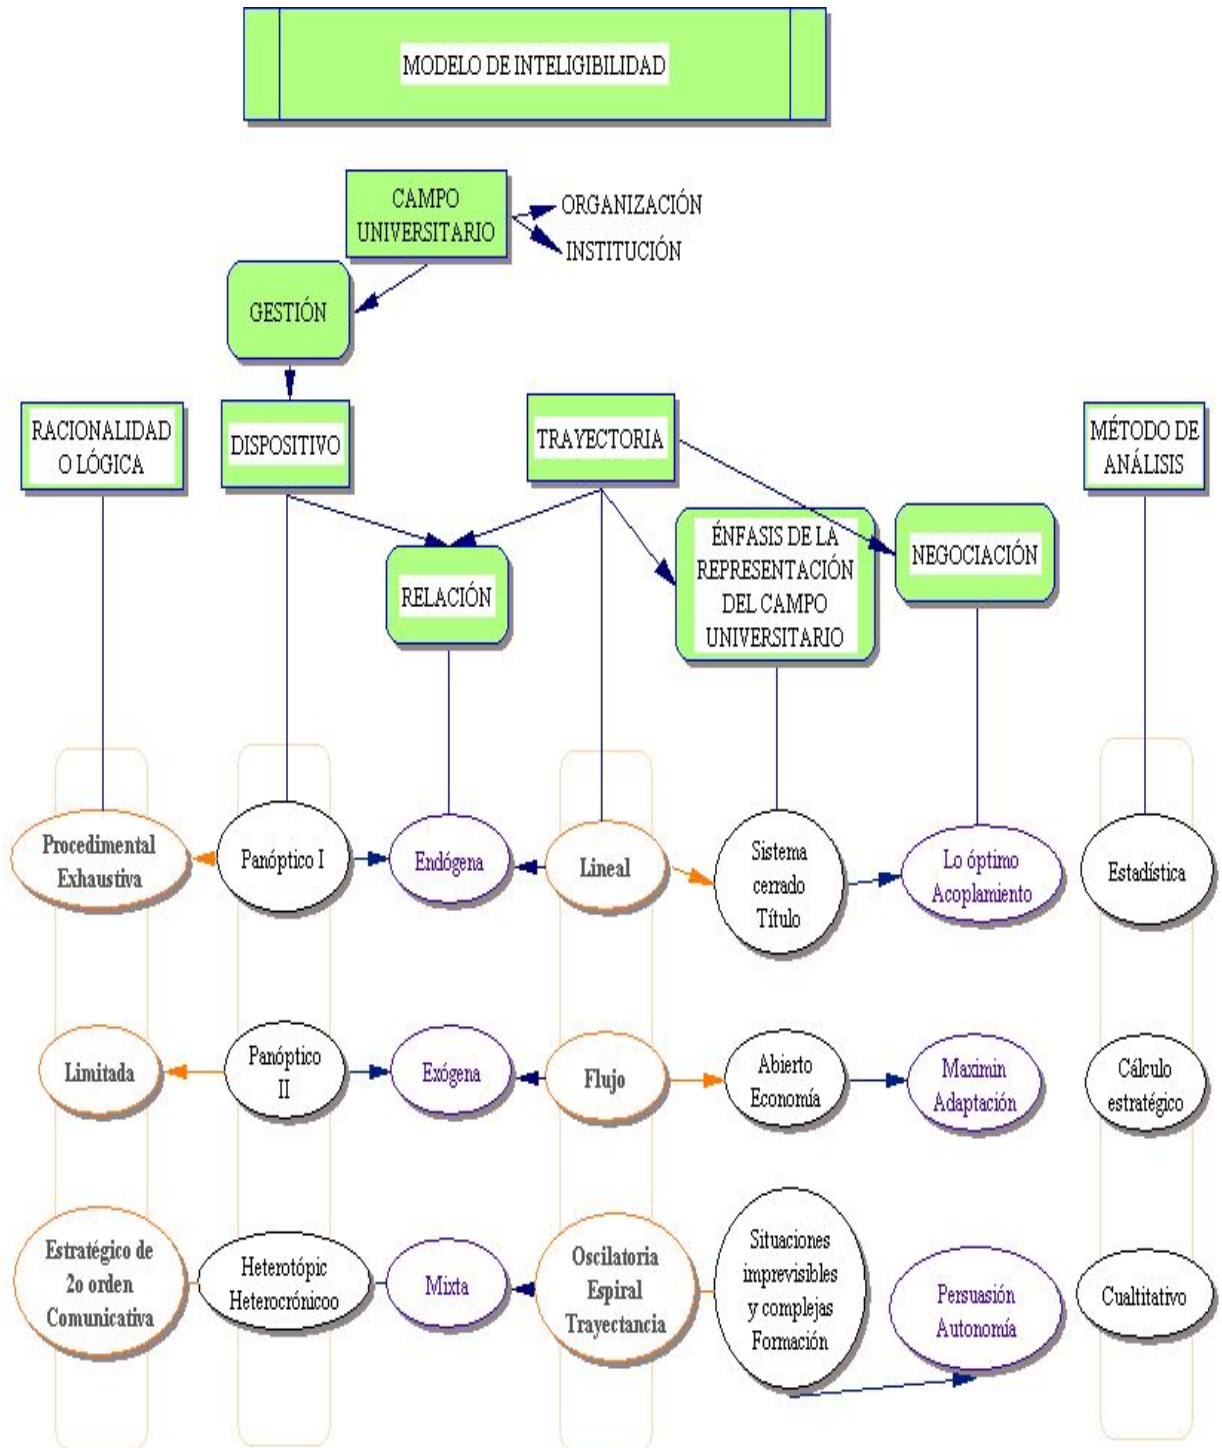 MODELO DE INTELIGIBILIDAD
CAMPO
UNIVERSITARIO
ORGANIZACIÓN
INSTITUCIÓN
GESTIÓN
RACIONALIDAD
O LÓGICA
DISPOSITIVO
TRAYECTORIA
MÉTODO DE
ANÁLISIS
RELACIÓN
ÉNFASIS DE LA
REPRESENTACIÓN
DEL CAMPO
UNIVERSITARIO
NEGOCIACIÓN
Procedimental
Exhaustiva
Panóptico I
Endógena
Lineal
Sistema
cerrado
Título
Lo óptimo
Acoplamiento
Estadística
Limitada
Panóptico
II
Exógena
Flujo
Abierto
Economía
Maximin
Adaptación
Cálculo
estratégico
Estratégico de
2o orden
Comunicativa
Heterotópic
Heterocrónicoo
Mixta
Oscilatoria
Espiral
Trayectancia
Situaciones
imprevisibles
y complejas
Formación
Persuasión
Autonomía
Cualtitativo